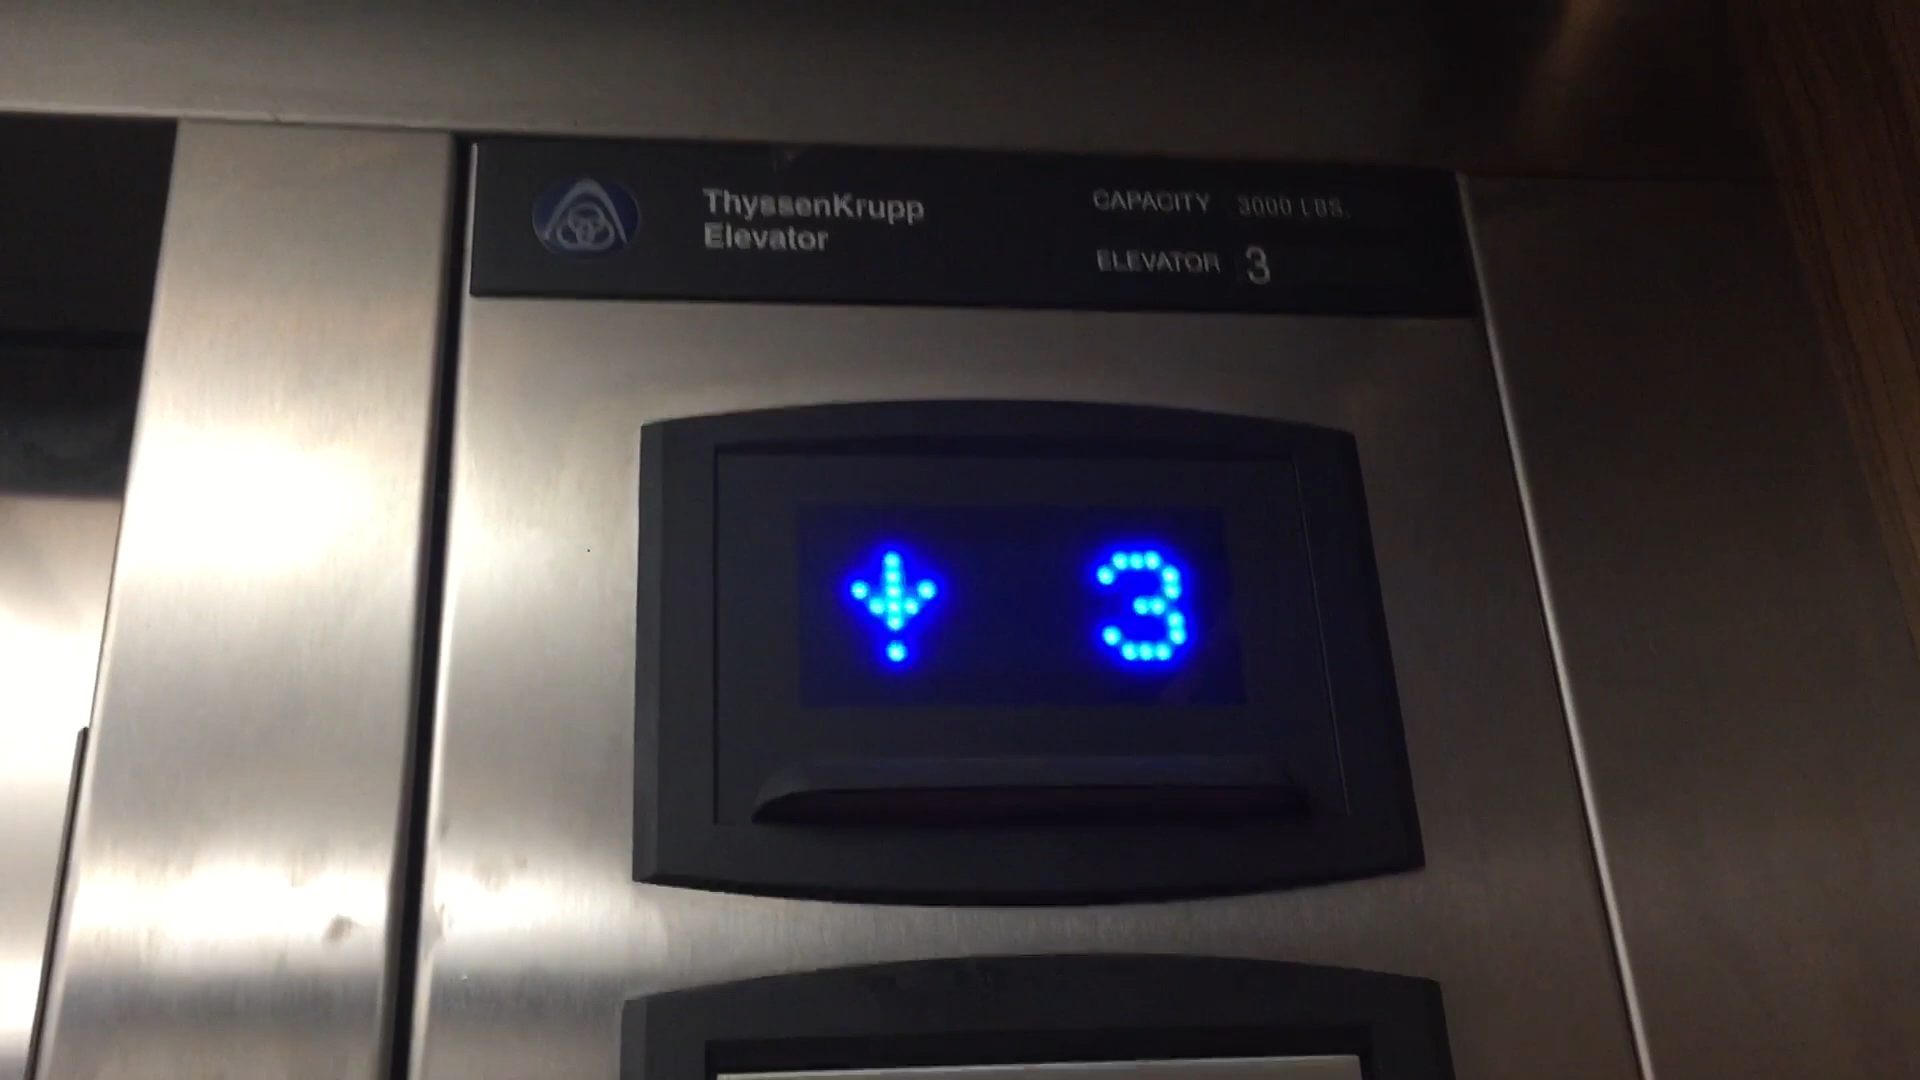 ThyssenKrupp
Elevator
CAPACITY 3000 LBS.
ELEVATOR 3
3